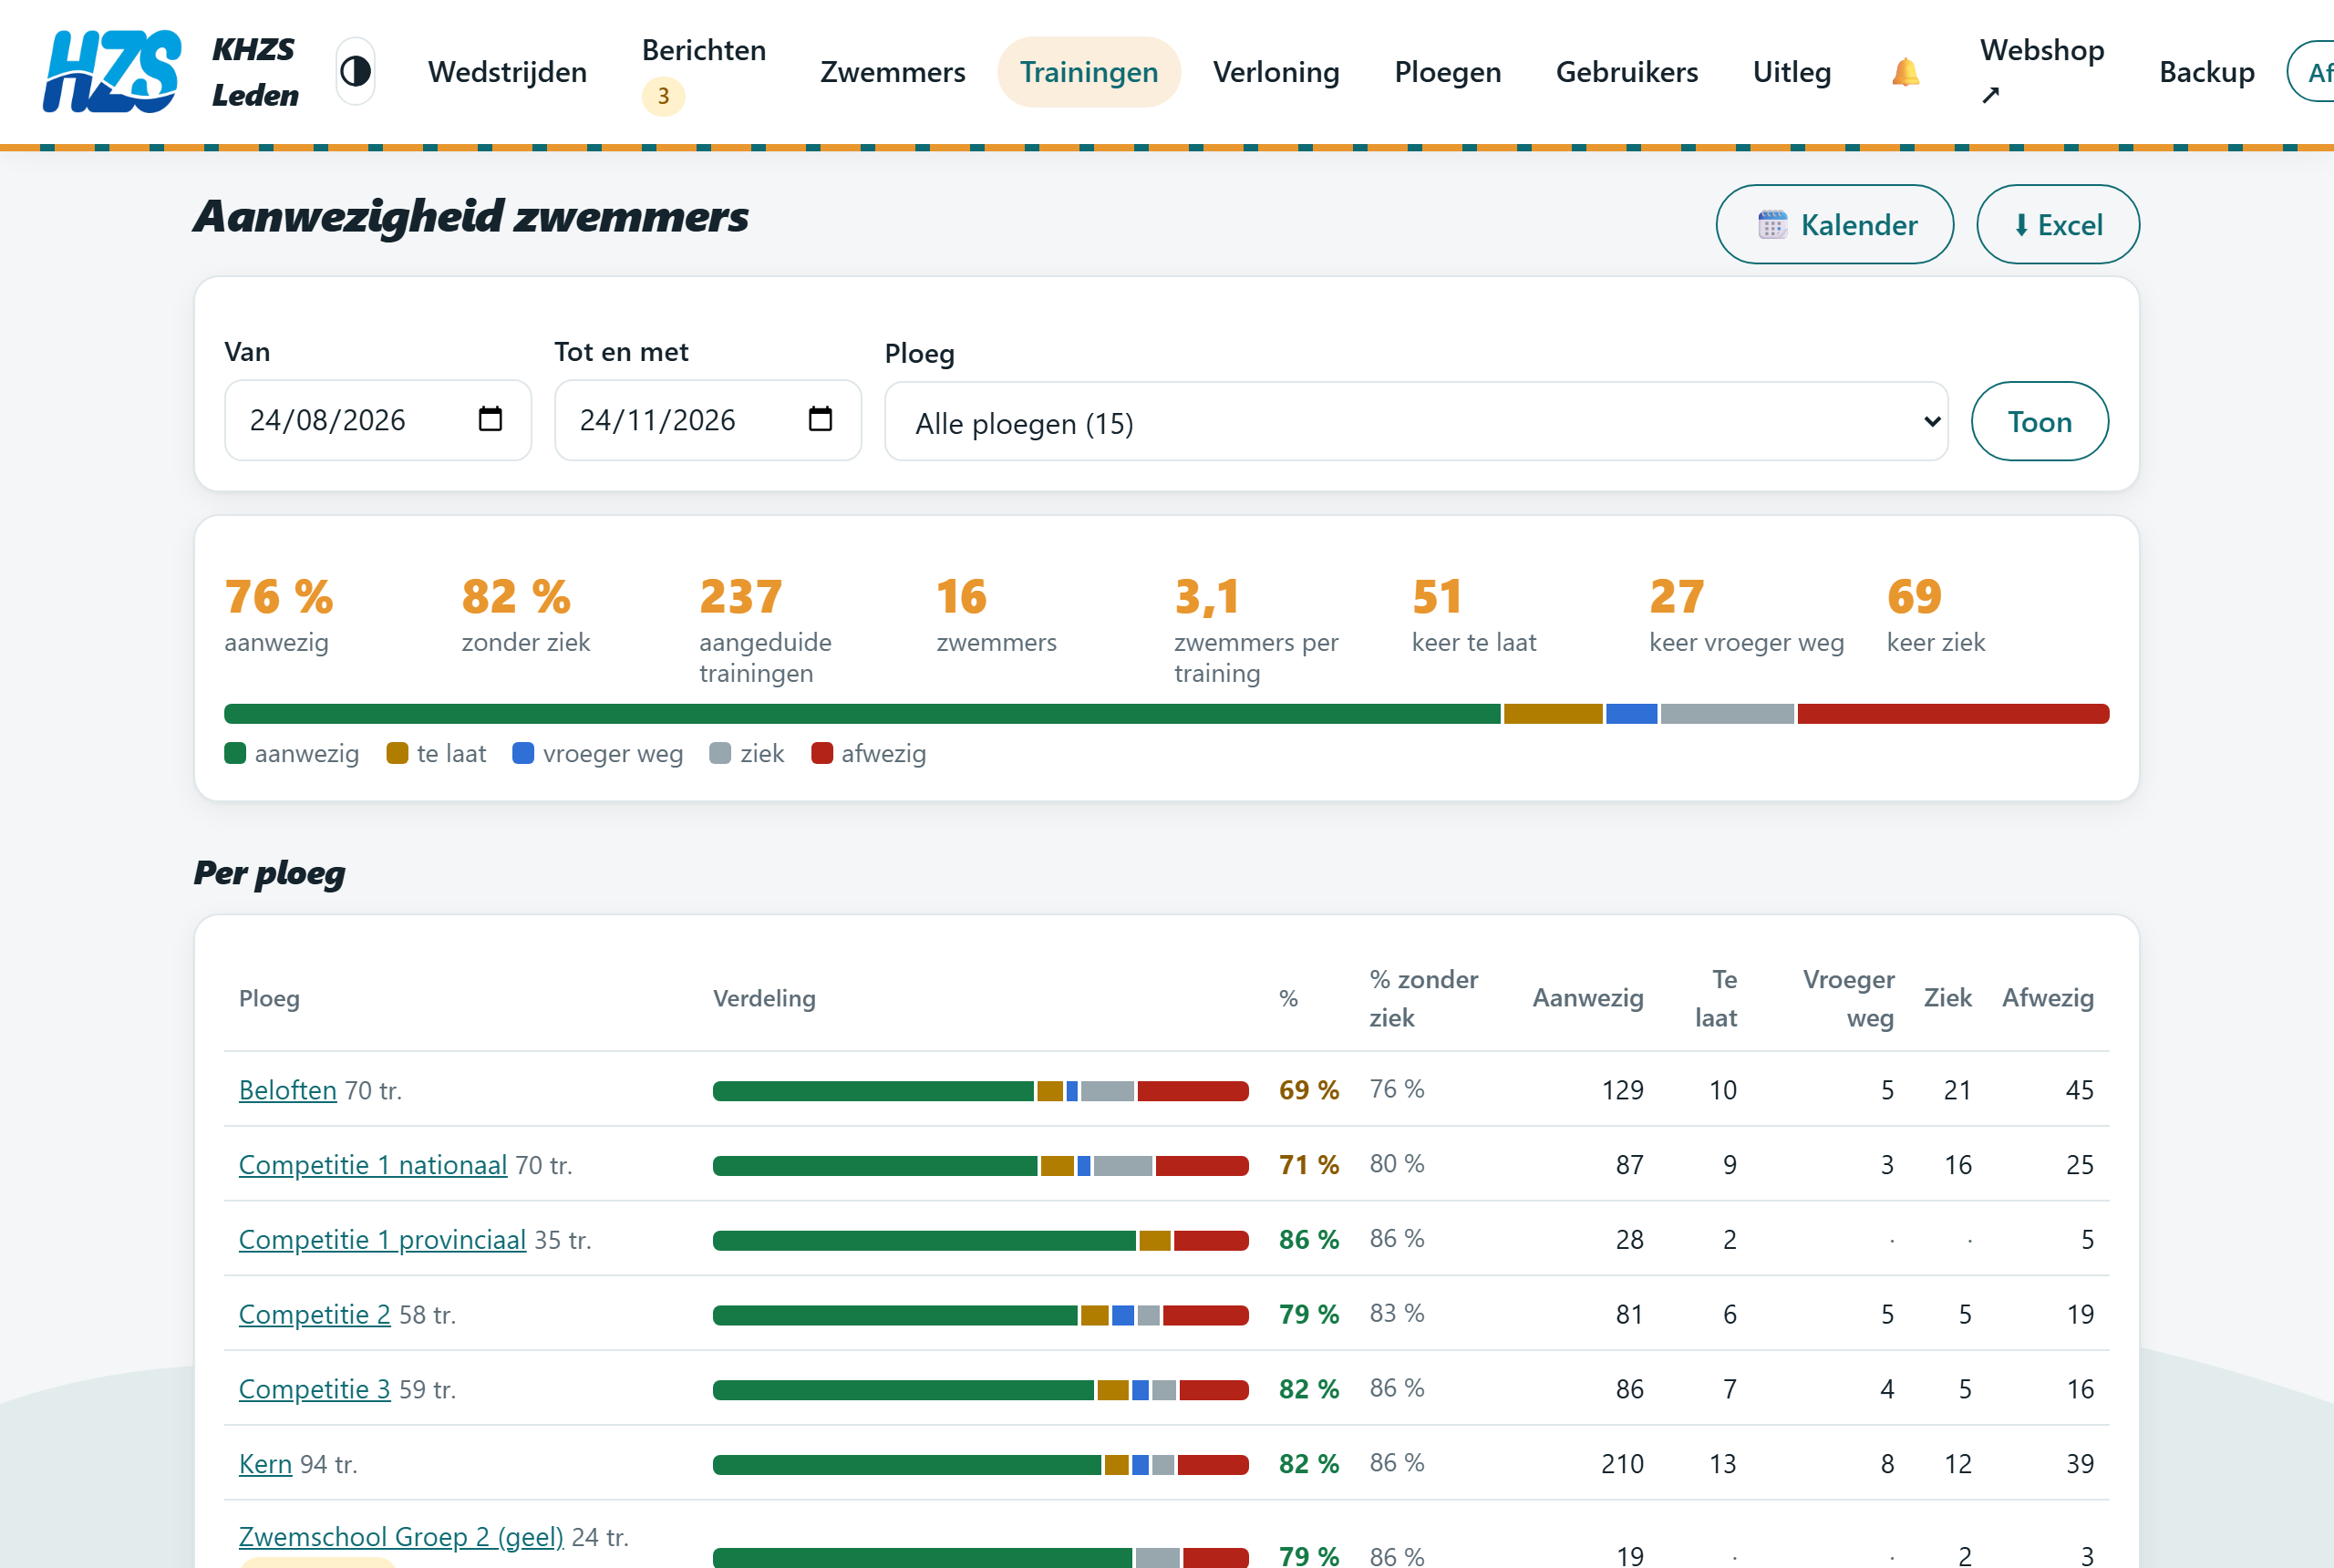 HZS
KHZS
Leden
Wedstrijden
Berichten
3
Zwemmers
Trainingen
Verloning
Ploegen
Gebruikers
Uitleg
Webshop
↗
Backup
Aanwezigheid zwemmers
Kalender
⬇ Excel
Van
Tot en met
Ploeg
24/08/2026
24/11/2026
Alle ploegen (15)
Toon
76 %
aanwezig
82 %
zonder ziek
237
aangeduide
trainingen
16
zwemmers
3,1
zwemmers per
training
51
keer te laat
27
keer vroeger weg
69
keer ziek
aanwezig te laat vroeger weg ziek afwezig
Per ploeg
Ploeg Verdeling % % zonder ziek Aanwezig Te laat Vroeger weg Ziek Afwezig
Beloften 70 tr. 69 % 76 % 129 10 5 21 45
Competitie 1 nationaal 70 tr. 71 % 80 % 87 9 3 16 25
Competitie 1 provinciaal 35 tr. 86 % 86 % 28 2 · · 5
Competitie 2 58 tr. 79 % 83 % 81 6 5 5 19
Competitie 3 59 tr. 82 % 86 % 86 7 4 5 16
Kern 94 tr. 82 % 86 % 210 13 8 12 39
Zwemschool Groep 2 (geel) 24 tr. 79 % 86 % 19 · · 2 3